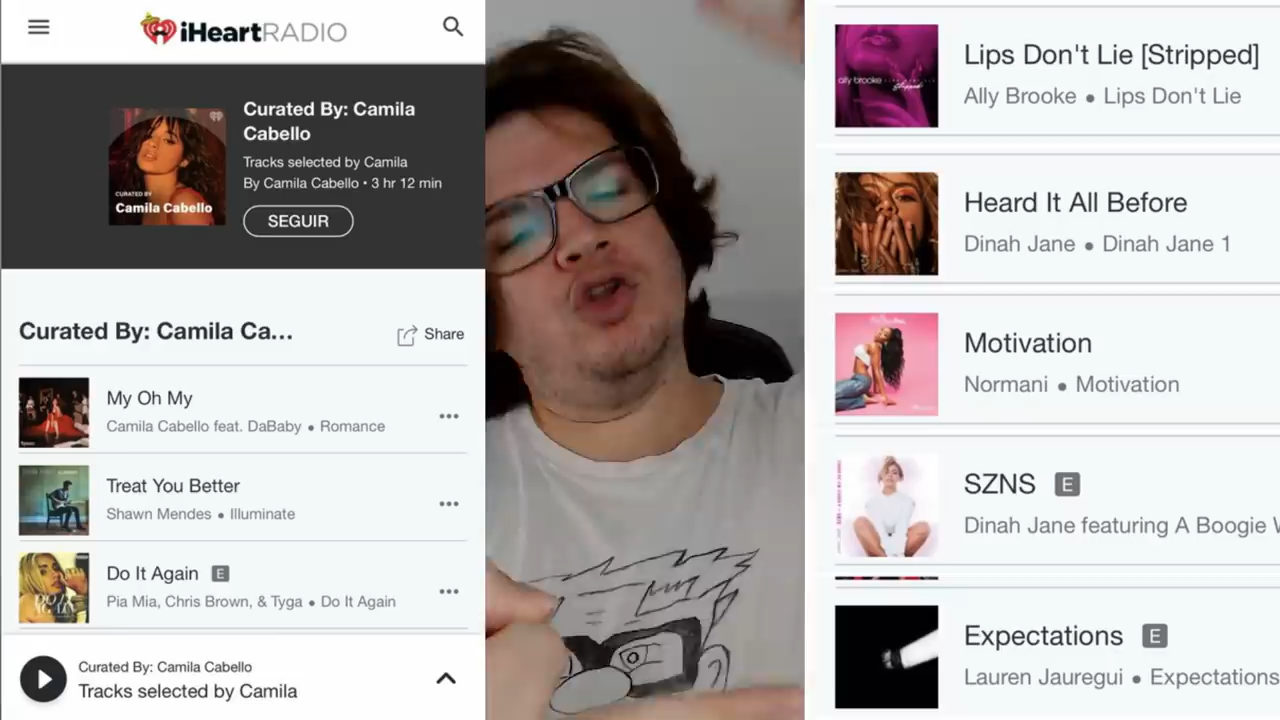 iHeartRADIO
Curated By: Camila
Cabello
Tracks selected by Camila
By Camila Cabello • 3 hr 12 min
SEGUIR
CURATED BY
Camila Cabello
Curated By: Camila Ca...
Share
My Oh My
Camila Cabello feat. DaBaby • Romance
Treat You Better
Shawn Mendes • Illuminate
Do It Again E
Pia Mia, Chris Brown, & Tyga • Do It Again
Curated By: Camila Cabello
Tracks selected by Camila
Lips Don't Lie [Stripped]
Ally Brooke • Lips Don't Lie
ally brooke
Heard It All Before
Dinah Jane • Dinah Jane 1
Motivation
Normani • Motivation
SZNS E
Dinah Jane featuring A Boogie
Expectations E
Lauren Jauregui • Expectations